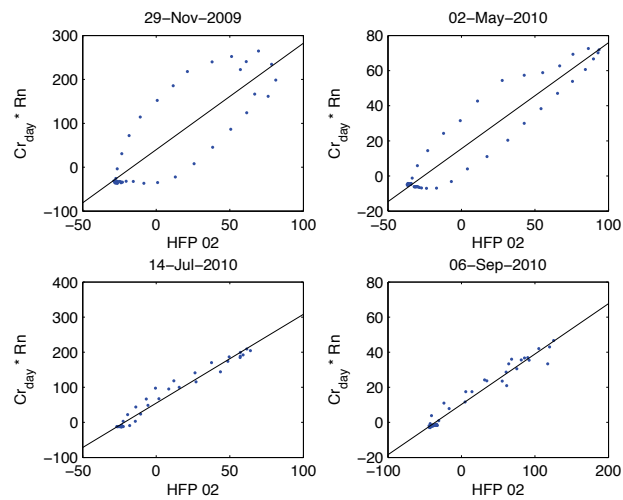 29−Nov−2009
300
200
100
0
−100
−50 0 50 100
Cr_day * Rn
HFP 02
02−May−2010
80
60
40
20
0
−20
−50 0 50 100
Cr_day * Rn
HFP 02
14−Jul−2010
400
300
200
100
0
−100
−50 0 50 100
Cr_day * Rn
HFP 02
06−Sep−2010
80
60
40
20
0
−20
−100 0 100 200
Cr_day * Rn
HFP 02